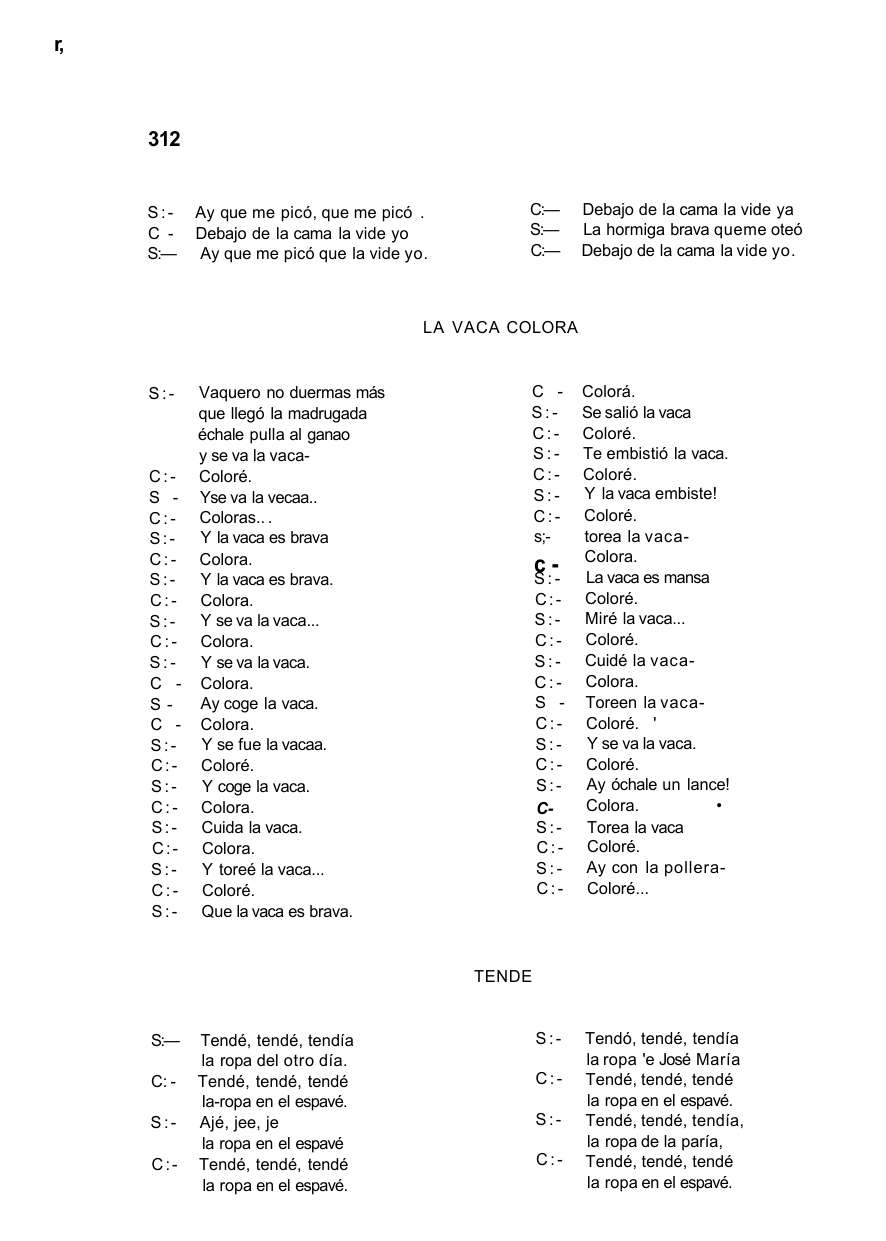 r,
312
S:- Ay que me picó, que me picó .
C - Debajo de la cama la vide yo
S:— Ay que me picó que la vide yo.
C:— Debajo de la cama la vide ya
S:— La hormiga brava queme oteó
C:— Debajo de la cama la vide yo.
LA VACA COLORA
S:- Vaquero no duermas más
que llegó la madrugada
échale pulla al ganao
y se va la vaca-
C:- Coloré.
S - Yse va la vecaa..
C:- Coloras...
S:- Y la vaca es brava
C:- Colora.
S:- Y la vaca es brava.
C:- Colora.
S:- Y se va la vaca...
C:- Colora.
S:- Y se va la vaca.
C - Colora.
S - Ay coge la vaca.
C - Colora.
S:- Y se fue la vacaa.
C:- Coloré.
S:- Y coge la vaca.
C:- Colora.
S:- Cuida la vaca.
C:- Colora.
S:- Y toreé la vaca...
C:- Coloré.
S:- Que la vaca es brava.
C - Colorá.
S:- Se salió la vaca
C:- Coloré.
S:- Te embistió la vaca.
C:- Coloré.
S:- Y la vaca embiste!
C:- Coloré.
s;- torea la vaca-
ç - Colora.
S:- La vaca es mansa
C:- Coloré.
S:- Miré la vaca...
C:- Coloré.
S:- Cuidé la vaca-
C:- Colora.
S - Toreen la vaca-
C:- Coloré. '
S:- Y se va la vaca.
C:- Coloré.
S:- Ay óchale un lance!
C- Colora. •
S:- Torea la vaca
C:- Coloré.
S:- Ay con la pollera-
C:- Coloré...
TENDE
S:— Tendé, tendé, tendía
la ropa del otro día.
C:- Tendé, tendé, tendé
la-ropa en el espavé.
S:- Ajé, jee, je
la ropa en el espavé
C:- Tendé, tendé, tendé
la ropa en el espavé.
S:- Tendó, tendé, tendía
la ropa 'e José María
C:- Tendé, tendé, tendé
la ropa en el espavé.
S:- Tendé, tendé, tendía,
la ropa de la paría,
C:- Tendé, tendé, tendé
la ropa en el espavé.